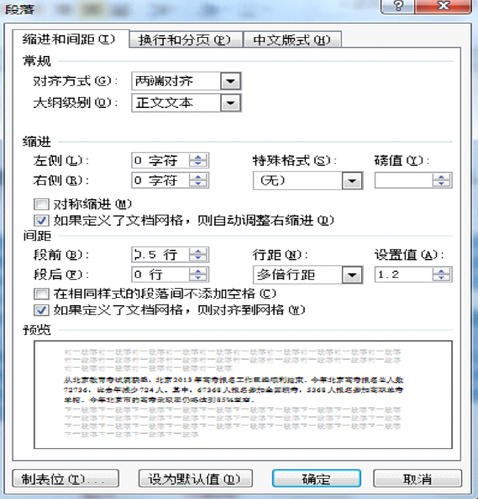 段落
缩进和间距(I) 换行和分页(P) 中文版式(H)
常规
对齐方式(G): 两端对齐
大纲级别(O): 正文文本
缩进
左侧(L): 0 字符 特殊格式(S): 磅值(Y):
右侧(R): 0 字符 (无)
对称缩进(M)
如果定义了文档网格，则自动调整右缩进(D)
间距
段前(B): 0.5 行 行距(N): 设置值(A):
段后(F): 0 行 多倍行距 1.2
在相同样式的段落间不添加空格(C)
如果定义了文档网格，则对齐到网格(W)
预览
从北京教育考试院获悉，北京2013年高考报名工作日前顺利结束，今年北京高考报名总人数
72736，比去年减少724人，其中，67368人报名参加全国统考，5368人报名参加高职单考
单招，今年北京市的高考录取率仍将达到85%左右。
制表位(T)... 设为默认值(D) 确定 取消